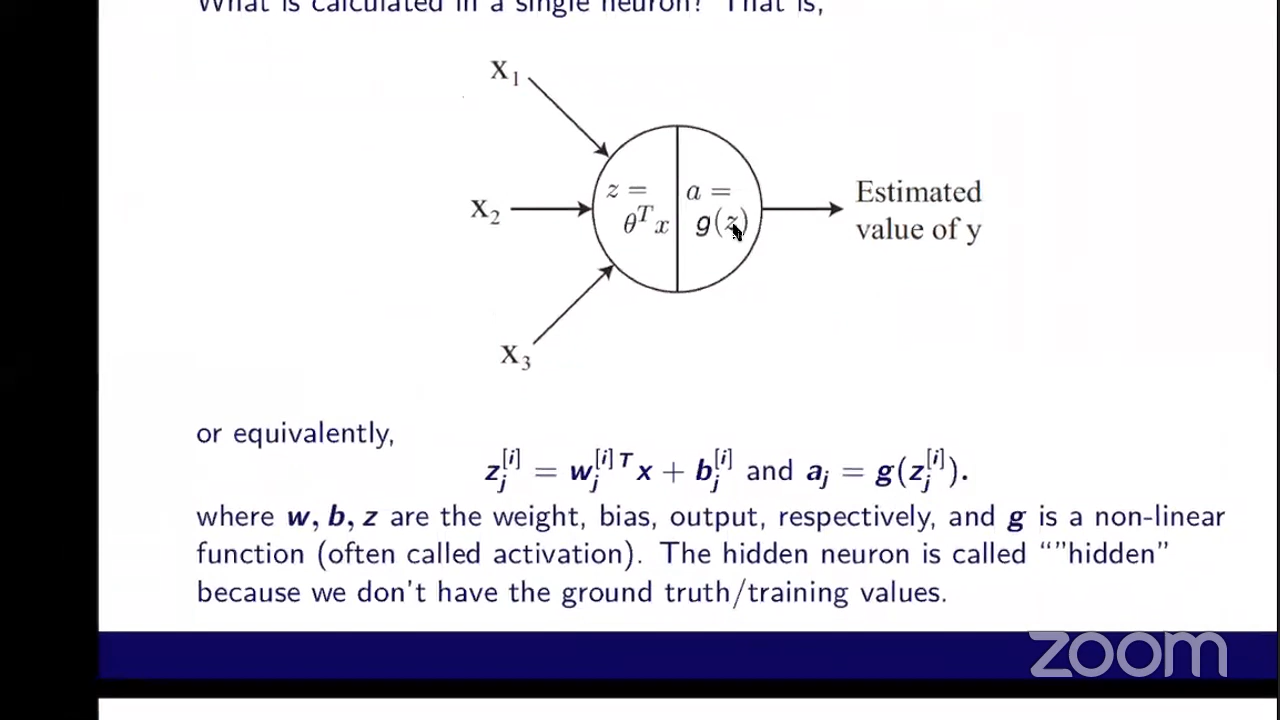 What is calculated in a single neuron? That is,
X₁
X₂
X₃
z =
θᵀx
a =
g(z)
Estimated
value of y
or equivalently,
z_j^{[i]} = w_j^{[i]T} x + b_j^{[i]} and a_j = g(z_j^{[i]}).
where w, b, z are the weight, bias, output, respectively, and g is a non-linear
function (often called activation). The hidden neuron is called “”hidden”
because we don't have the ground truth/training values.
zoom